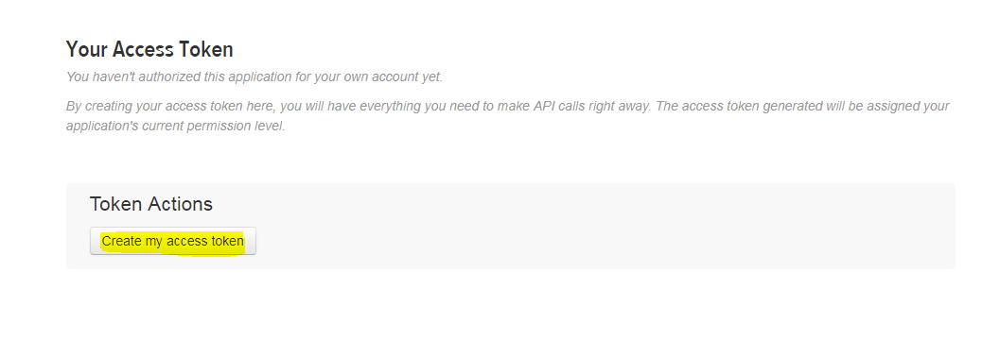 Your Access Token
You haven't authorized this application for your own account yet.
By creating your access token here, you will have everything you need to make API calls right away. The access token generated will be assigned your
application's current permission level.
Token Actions
Create my access token